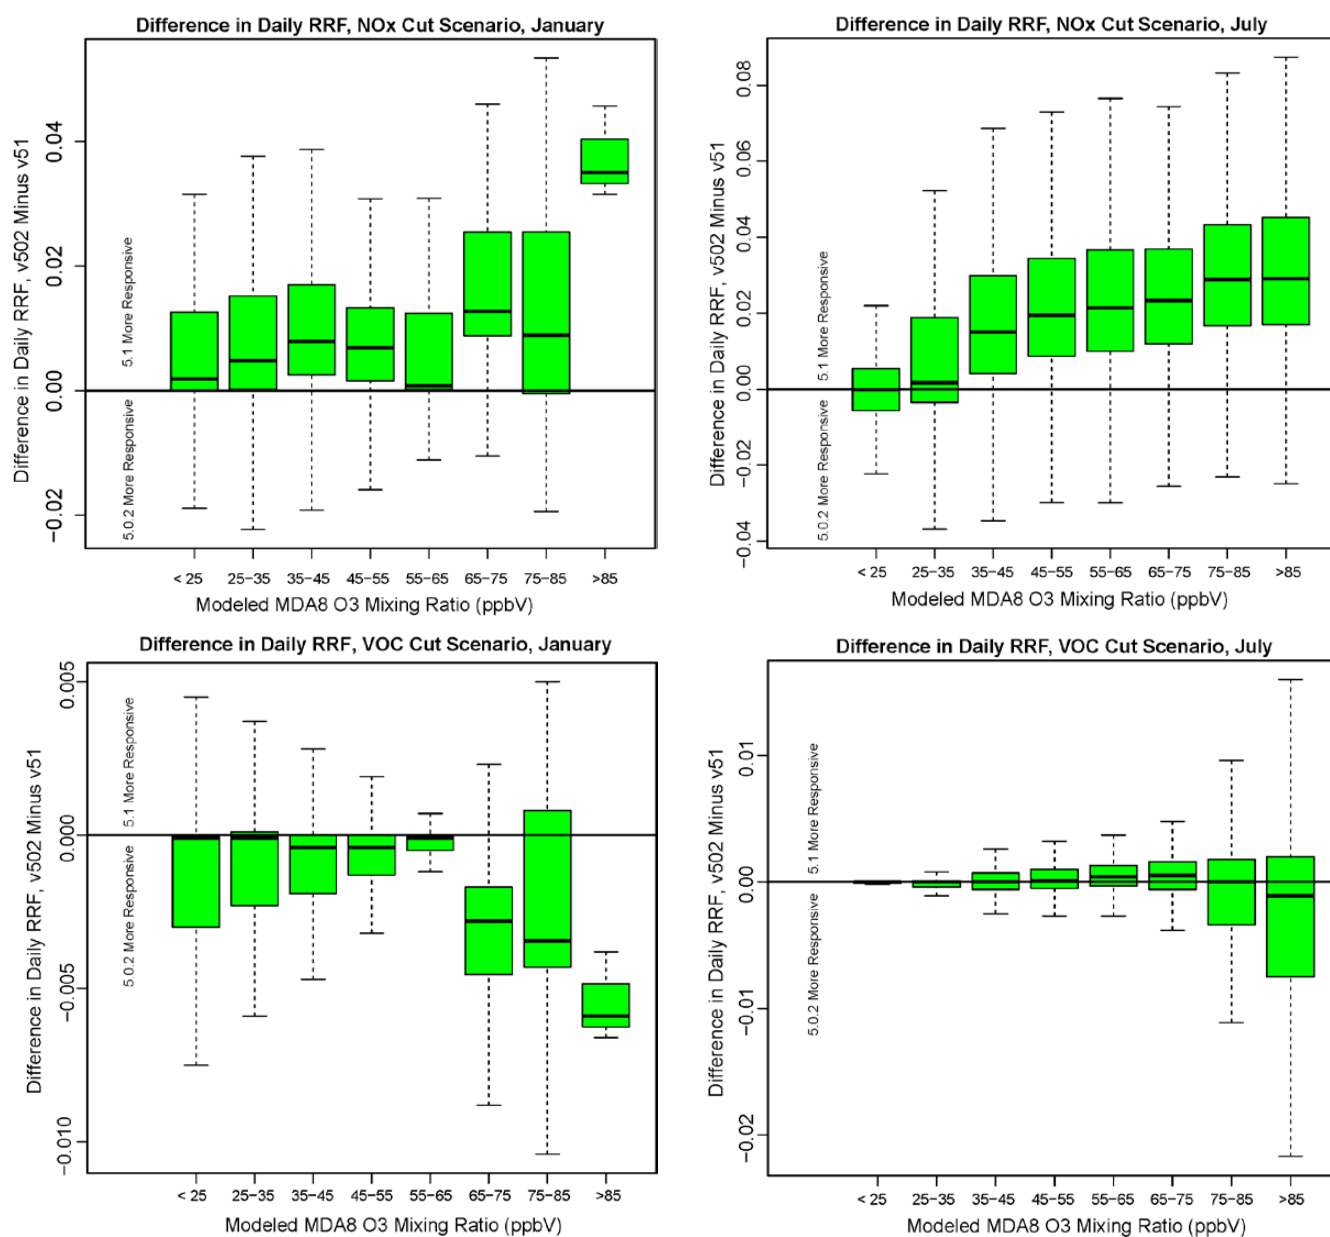 Difference in Daily RRF, NOx Cut Scenario, January
Difference in Daily RRF, v502 Minus v51
0.04
0.02
0.00
−0.02
5.1 More Responsive
5.0.2 More Responsive
< 25 25−35 35−45 45−55 55−65 65−75 75−85 >85
Modeled MDA8 O3 Mixing Ratio (ppbV)
Difference in Daily RRF, NOx Cut Scenario, July
Difference in Daily RRF, v502 Minus v51
0.08
0.06
0.04
0.02
0.00
−0.02
−0.04
5.1 More Responsive
5.0.2 More Responsive
< 25 25−35 35−45 45−55 55−65 65−75 75−85 >85
Modeled MDA8 O3 Mixing Ratio (ppbV)
Difference in Daily RRF, VOC Cut Scenario, January
Difference in Daily RRF, v502 Minus v51
0.005
0.000
−0.005
−0.010
5.1 More Responsive
5.0.2 More Responsive
< 25 25−35 35−45 45−55 55−65 65−75 75−85 >85
Modeled MDA8 O3 Mixing Ratio (ppbV)
Difference in Daily RRF, VOC Cut Scenario, July
Difference in Daily RRF, v502 Minus v51
0.01
0.00
−0.01
−0.02
5.1 More Responsive
5.0.2 More Responsive
< 25 25−35 35−45 45−55 55−65 65−75 75−85 >85
Modeled MDA8 O3 Mixing Ratio (ppbV)